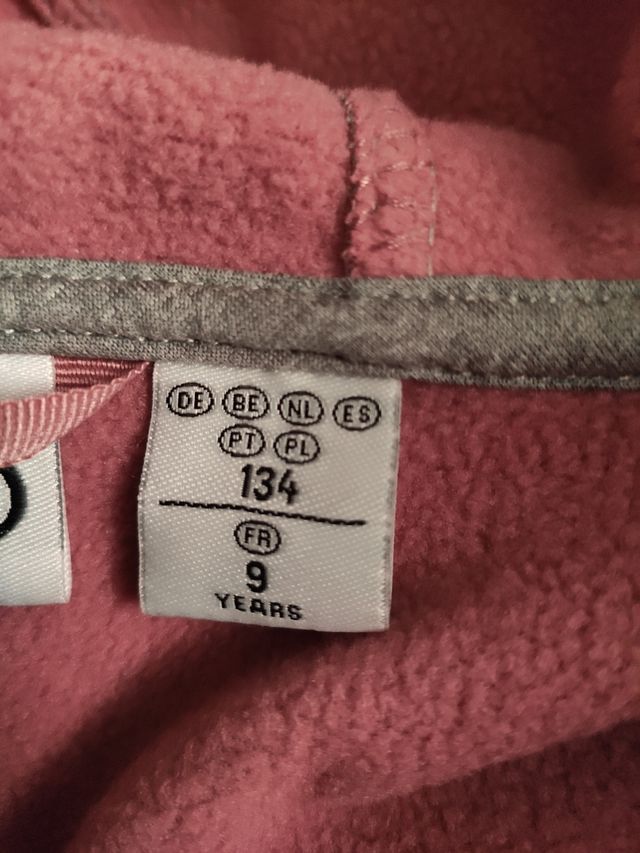 DE BE NL ES
PT PL
134
FR
9
YEARS